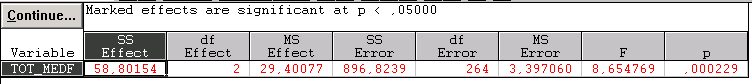 Continue... Marked effects are significant at p < ,05000
SS df MS SS df MS
Variable Effect Effect Effect Error Error Error F p
TOT_MEDF 58,80154 2 29,40077 896,8239 264 3,397060 8,654769 ,000229